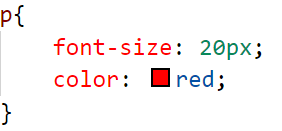 p{
font-size: 20px;
color: red;
}